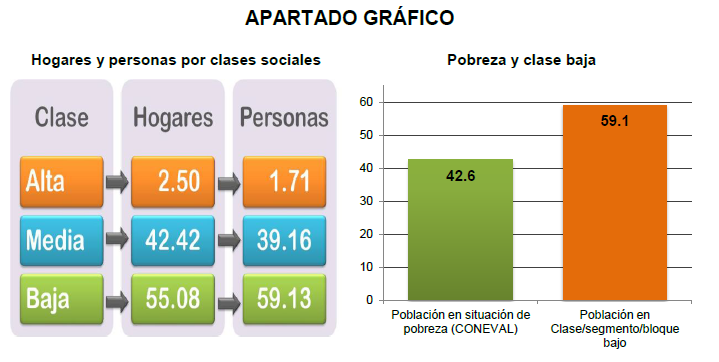 APARTADO GRÁFICO
Hogares y personas por clases sociales
Clase Hogares Personas
Alta 2.50 1.71
Media 42.42 39.16
Baja 55.08 59.13
Pobreza y clase baja
60
50
40
30
20
10
0
42.6
59.1
Población en situación de
pobreza (CONEVAL)
Población en
Clase/segmento/bloque
bajo